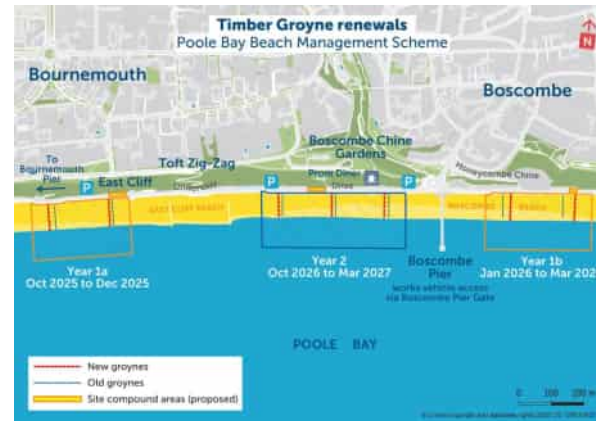 Timber Groyne renewals
Poole Bay Beach Management Scheme
N
Bournemouth
Boscombe
Boscombe Chine
Gardens
Toft Zig-Zag
To
Bournemouth
Pier
P
East Cliff
Undercliff
P
Prom Diner
Drive
P
Honeycombe Chine
EAST CLIFF BEACH
BOSCOMBE BEACH
Year 1a
Oct 2025 to Dec 2025
Year 2
Oct 2026 to Mar 2027
Boscombe
Pier
works vehicle access
via Boscombe Pier Gate
Year 1b
Jan 2026 to Mar 202
POOLE BAY
New groynes
Old groynes
Site compound areas (proposed)
0 100 200 m